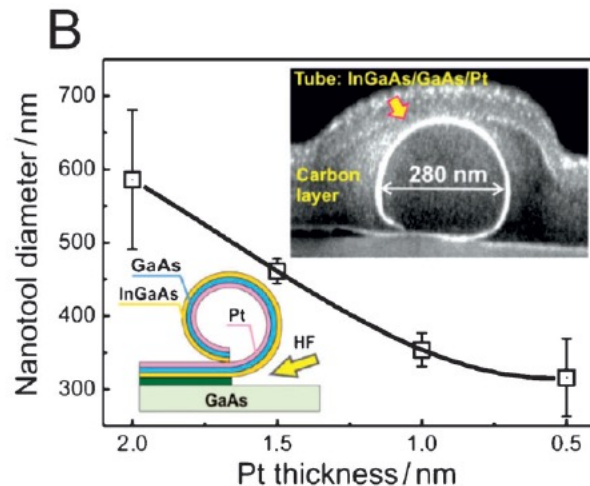 B
Nanotool diameter/nm
700
600
500
400
300
Tube: InGaAs/GaAs/Pt
Carbon
layer
280 nm
GaAs
InGaAs
Pt
HF
GaAs
2.0
1.5
1.0
0.5
Pt thickness/nm